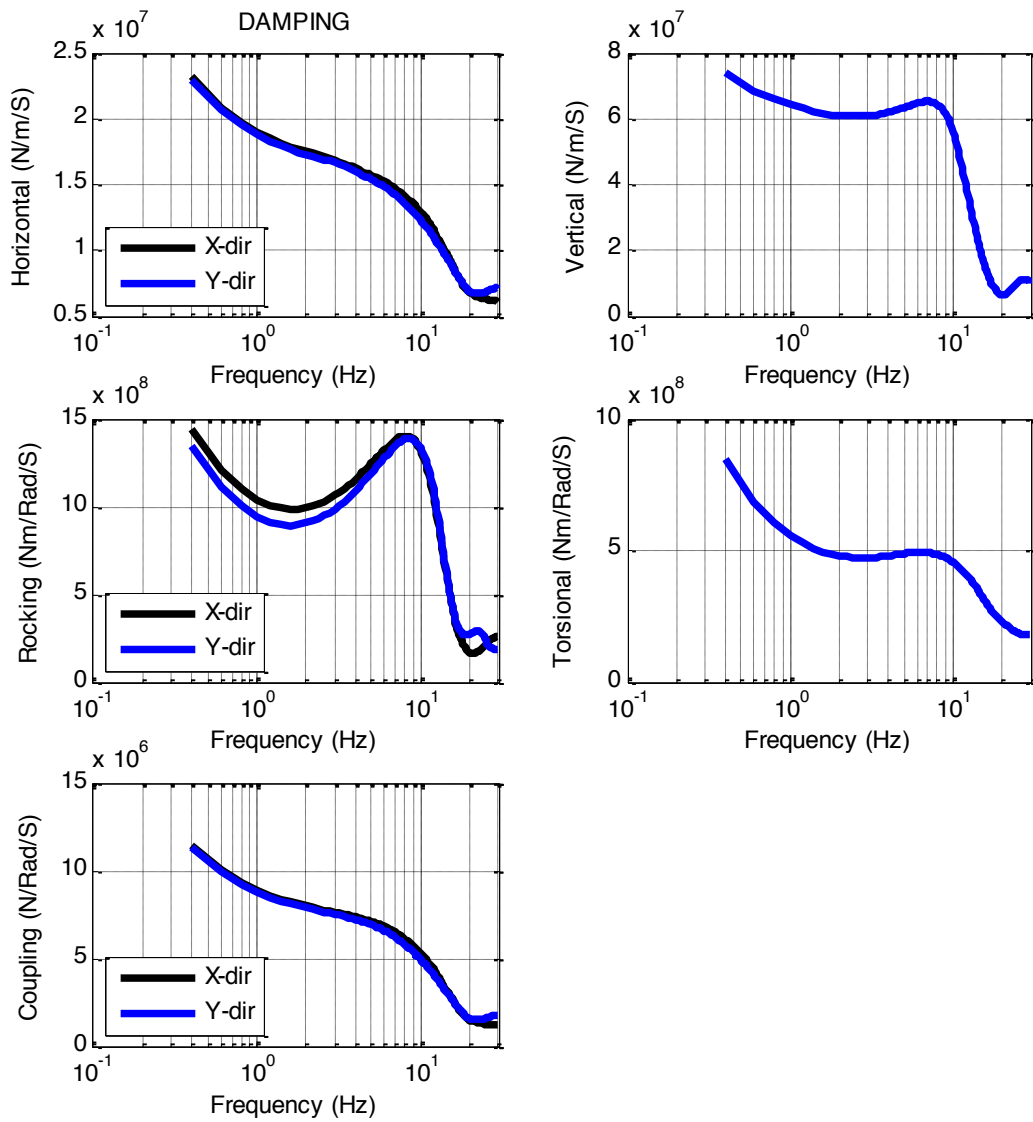 DAMPING
x 10^7
2.5
2
1.5
1
0.5
Horizontal (N/m/S)
X-dir
Y-dir
10^-1 10^0 10^1
Frequency (Hz)
x 10^7
8
6
4
2
0
Vertical (N/m/S)
10^-1 10^0 10^1
Frequency (Hz)
x 10^8
15
10
5
0
Rocking (Nm/Rad/S)
X-dir
Y-dir
10^-1 10^0 10^1
Frequency (Hz)
x 10^8
10
5
0
Torsional (Nm/Rad/S)
10^-1 10^0 10^1
Frequency (Hz)
x 10^6
15
10
5
0
Coupling (N/Rad/S)
X-dir
Y-dir
10^-1 10^0 10^1
Frequency (Hz)